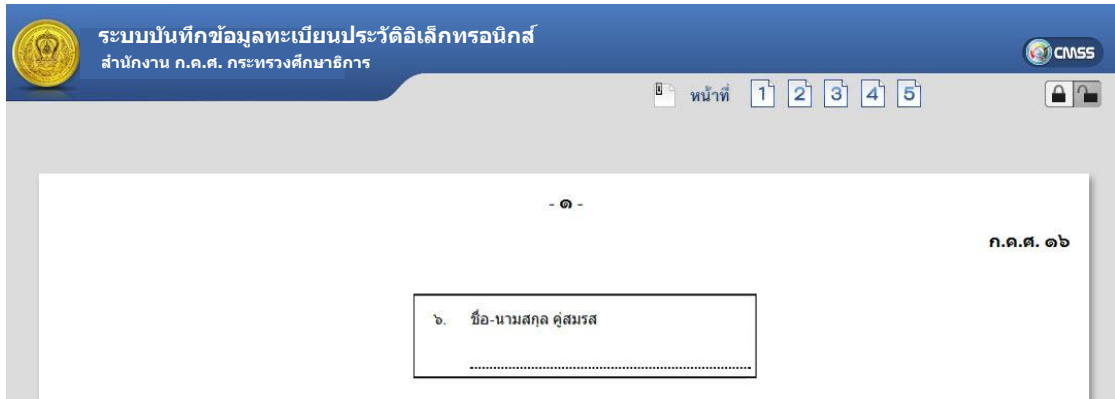 ระบบบันทึกข้อมูลทะเบียนประวัติอิเล็กทรอนิกส์
สำนักงาน ก.ค.ศ. กระทรวงศึกษาธิการ
CMSS
หน้าที่ 1 2 3 4 5
- ๑ -
ก.ค.ศ. ๑๖
๖. ชื่อ-นามสกุล คู่สมรส